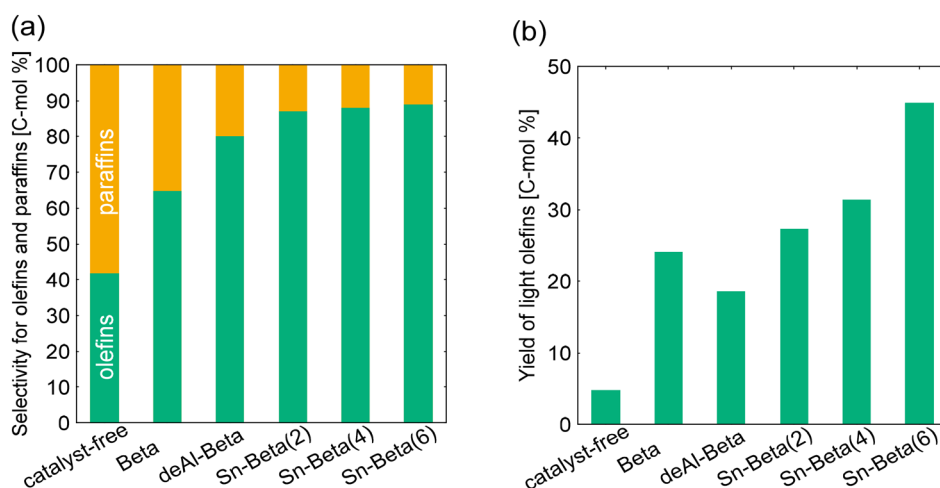 (a)
Selectivity for olefins and paraffins [C-mol %]
100
90
80
70
60
50
40
30
20
10
0
paraffins
olefins
catalyst-free
Beta
deAl-Beta
Sn-Beta(2)
Sn-Beta(4)
Sn-Beta(6)
(b)
Yield of light olefins [C-mol %]
50
40
30
20
10
0
catalyst-free
Beta
deAl-Beta
Sn-Beta(2)
Sn-Beta(4)
Sn-Beta(6)